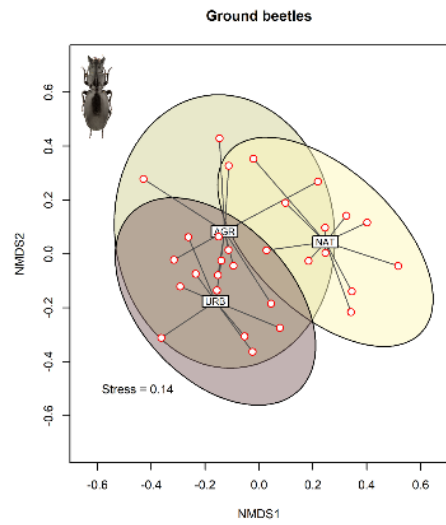 Ground beetles
NMDS2
0.6
0.4
0.2
0.0
-0.2
-0.4
-0.6
AGR
NAT
URB
Stress = 0.14
-0.6 -0.4 -0.2 0.0 0.2 0.4 0.6
NMDS1